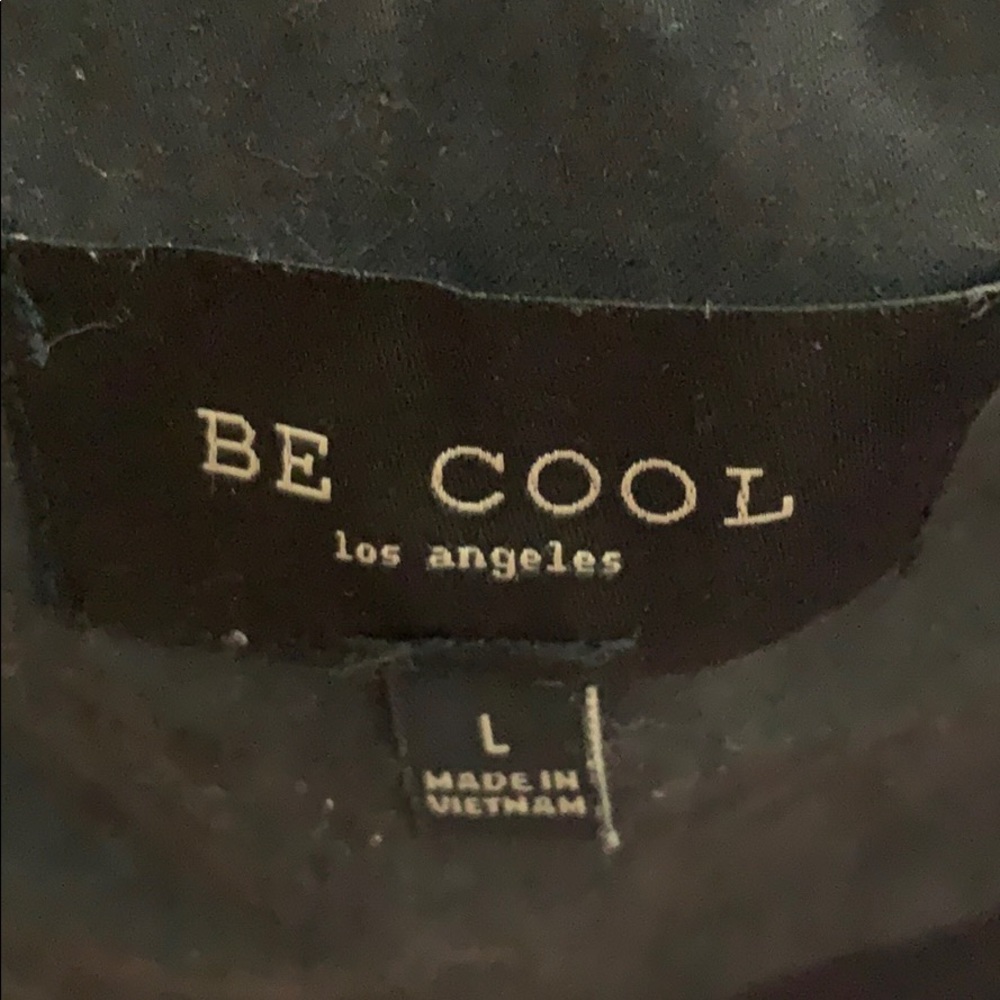 BE COOL
los angeles
L
MADE IN
VIETNAM